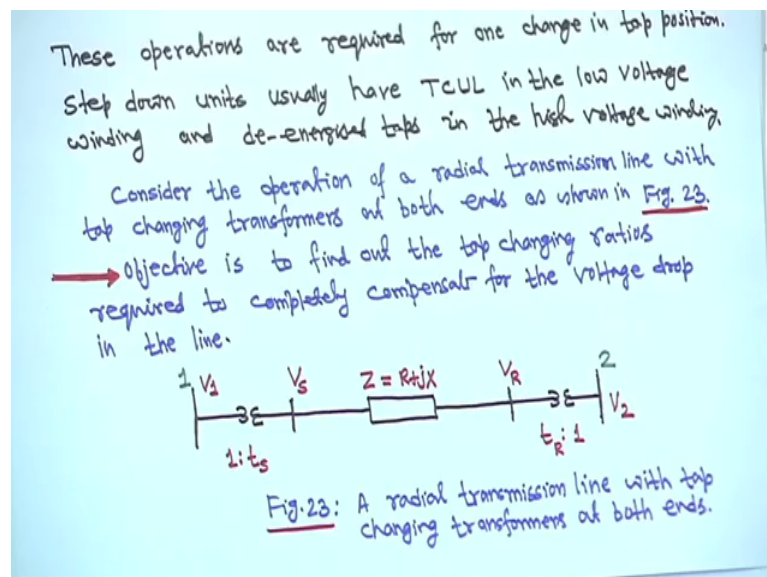 These operations are required for one change in tap position.
Step down units usually have TCUL in the low voltage
winding and de-energised taps in the high voltage winding.
Consider the operation of a radial transmission line with
tap changing transformers at both ends as shown in Fig. 23.
Objective is to find out the tap changing ratios
required to completely compensate for the voltage drop
in the line.
1 V1 Vs Z = R+jX VR 2
V2
1:ts tR:1
Fig.23: A radial transmission line with tap
changing transformers at both ends.